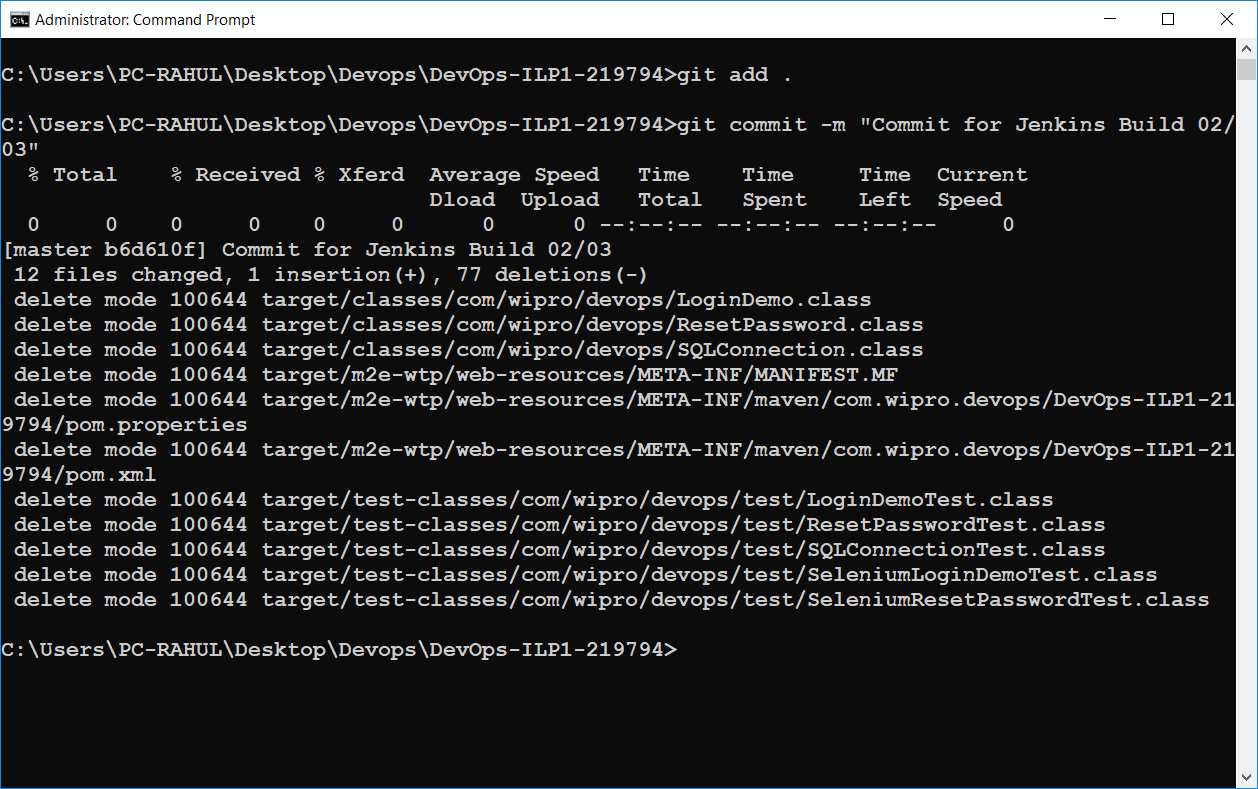 Administrator: Command Prompt
C:\Users\PC-RAHUL\Desktop\Devops\DevOps-ILP1-219794>git add .
C:\Users\PC-RAHUL\Desktop\Devops\DevOps-ILP1-219794>git commit -m "Commit for Jenkins Build 02/
03"
% Total % Received % Xferd Average Speed Time Time Time Current
Dload Upload Total Spent Left Speed
0 0 0 0 0 0 0 0 --:--:-- --:--:-- --:--:-- 0
[master b6d610f] Commit for Jenkins Build 02/03
12 files changed, 1 insertion(+), 77 deletions(-)
delete mode 100644 target/classes/com/wipro/devops/LoginDemo.class
delete mode 100644 target/classes/com/wipro/devops/ResetPassword.class
delete mode 100644 target/classes/com/wipro/devops/SQLConnection.class
delete mode 100644 target/m2e-wtp/web-resources/META-INF/MANIFEST.MF
delete mode 100644 target/m2e-wtp/web-resources/META-INF/maven/com.wipro.devops/DevOps-ILP1-21
9794/pom.properties
delete mode 100644 target/m2e-wtp/web-resources/META-INF/maven/com.wipro.devops/DevOps-ILP1-21
9794/pom.xml
delete mode 100644 target/test-classes/com/wipro/devops/test/LoginDemoTest.class
delete mode 100644 target/test-classes/com/wipro/devops/test/ResetPasswordTest.class
delete mode 100644 target/test-classes/com/wipro/devops/test/SQLConnectionTest.class
delete mode 100644 target/test-classes/com/wipro/devops/test/SeleniumLoginDemoTest.class
delete mode 100644 target/test-classes/com/wipro/devops/test/SeleniumResetPasswordTest.class
C:\Users\PC-RAHUL\Desktop\Devops\DevOps-ILP1-219794>